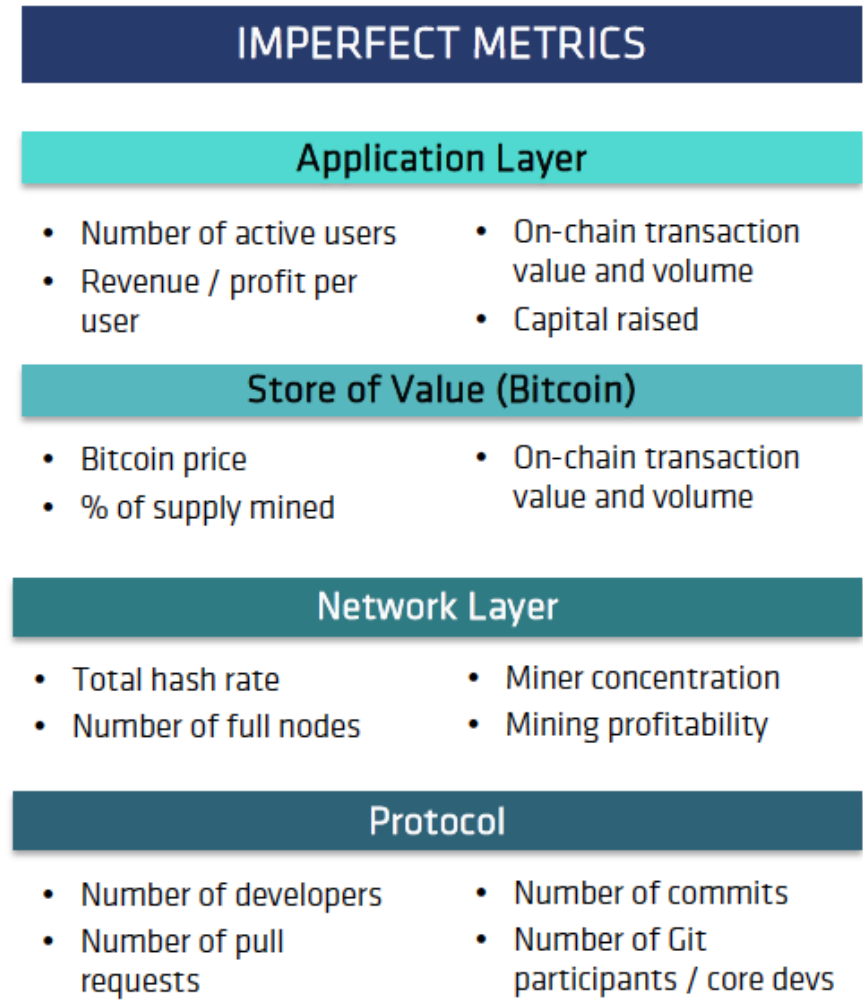 IMPERFECT METRICS
Application Layer
• Number of active users
• Revenue / profit per
user
• On-chain transaction
value and volume
• Capital raised
Store of Value (Bitcoin)
• Bitcoin price
• % of supply mined
• On-chain transaction
value and volume
Network Layer
• Total hash rate
• Number of full nodes
• Miner concentration
• Mining profitability
Protocol
• Number of developers
• Number of pull
requests
• Number of commits
• Number of Git
participants / core devs